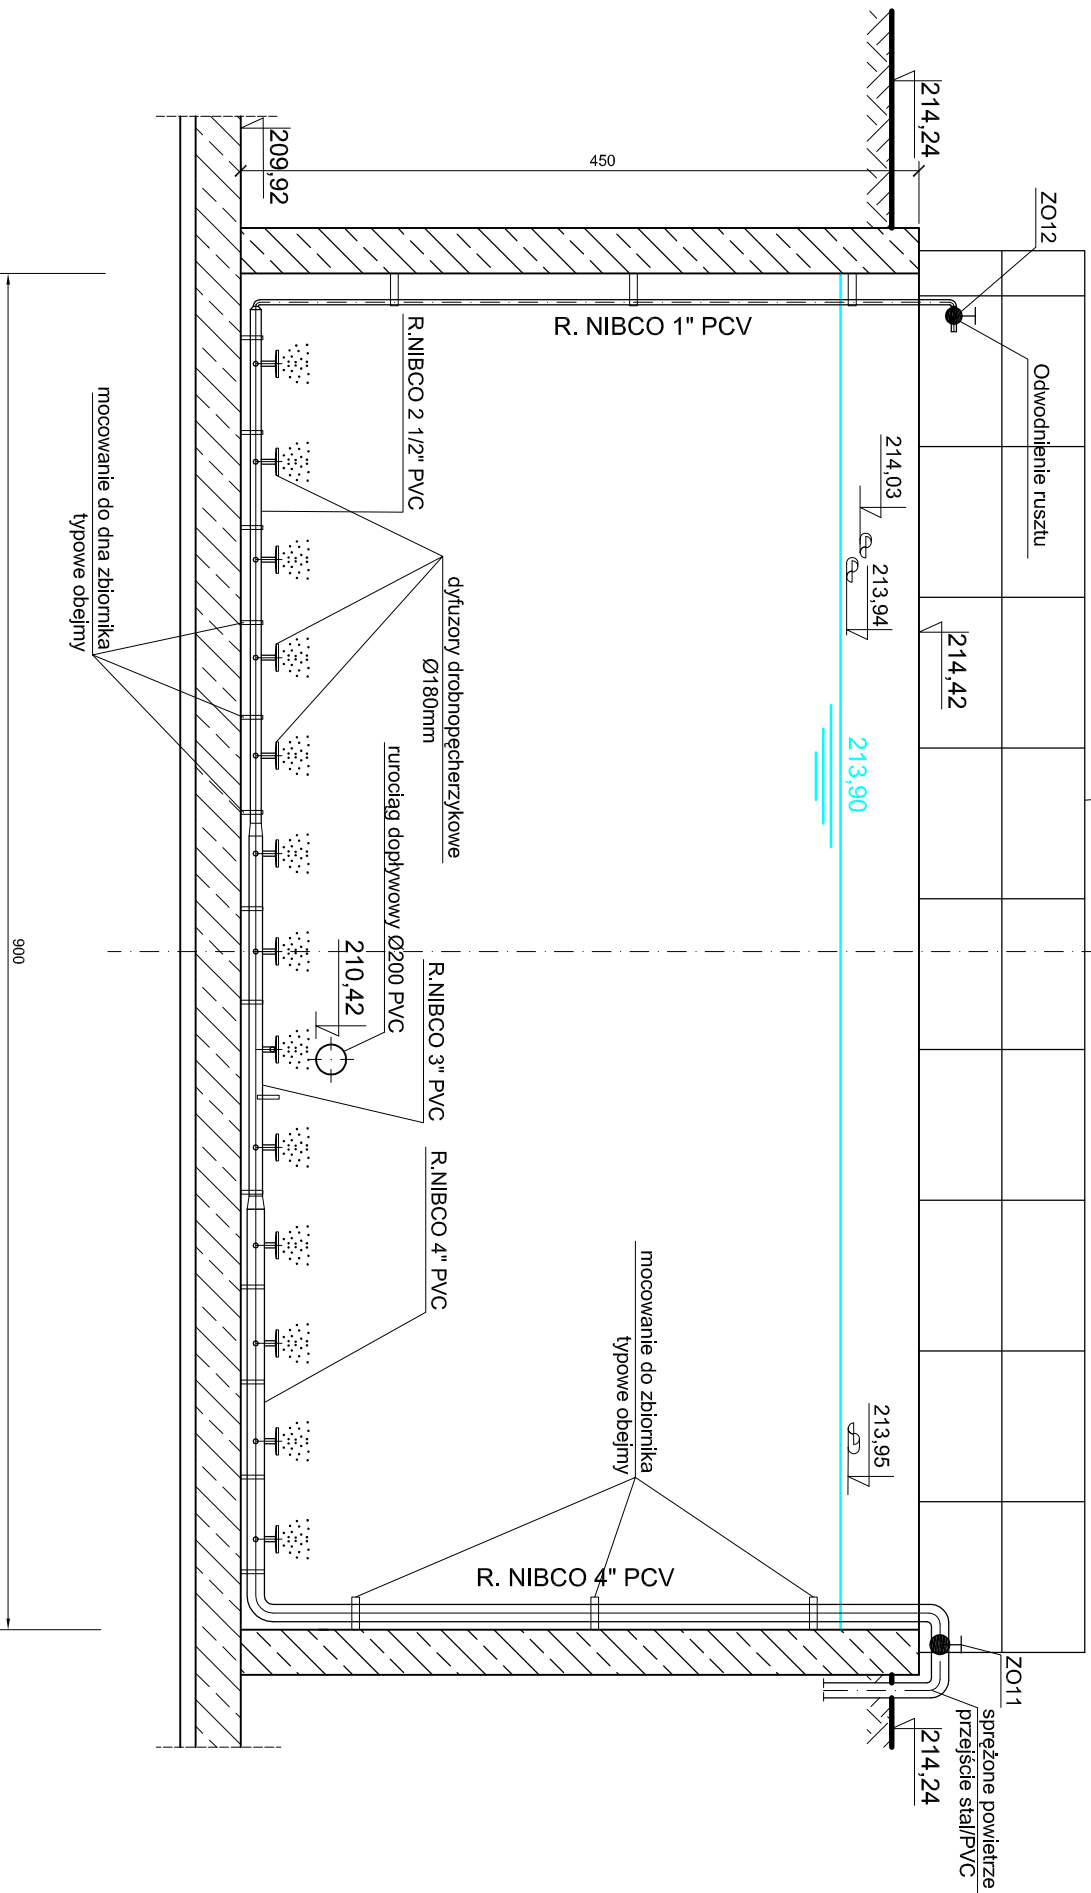 214,24
209,92
450
ZO12
Odwodnienie rusztu
R. NIBCO 1" PCV
R.NIBCO 2 1/2" PVC
214,03
213,94
214,42
213,90
mocowanie do dna zbiornika
typowe obejmy
dyfuzory drobnopęcherzykowe
Ø180mm
rurociąg dopływowy Ø200 PVC
210,42
R.NIBCO 3" PVC
R.NIBCO 4" PVC
mocowanie do zbiornika
typowe obejmy
213,95
R. NIBCO 4" PCV
ZO11
sprężone powietrze
przejście stal/PVC
214,24
900